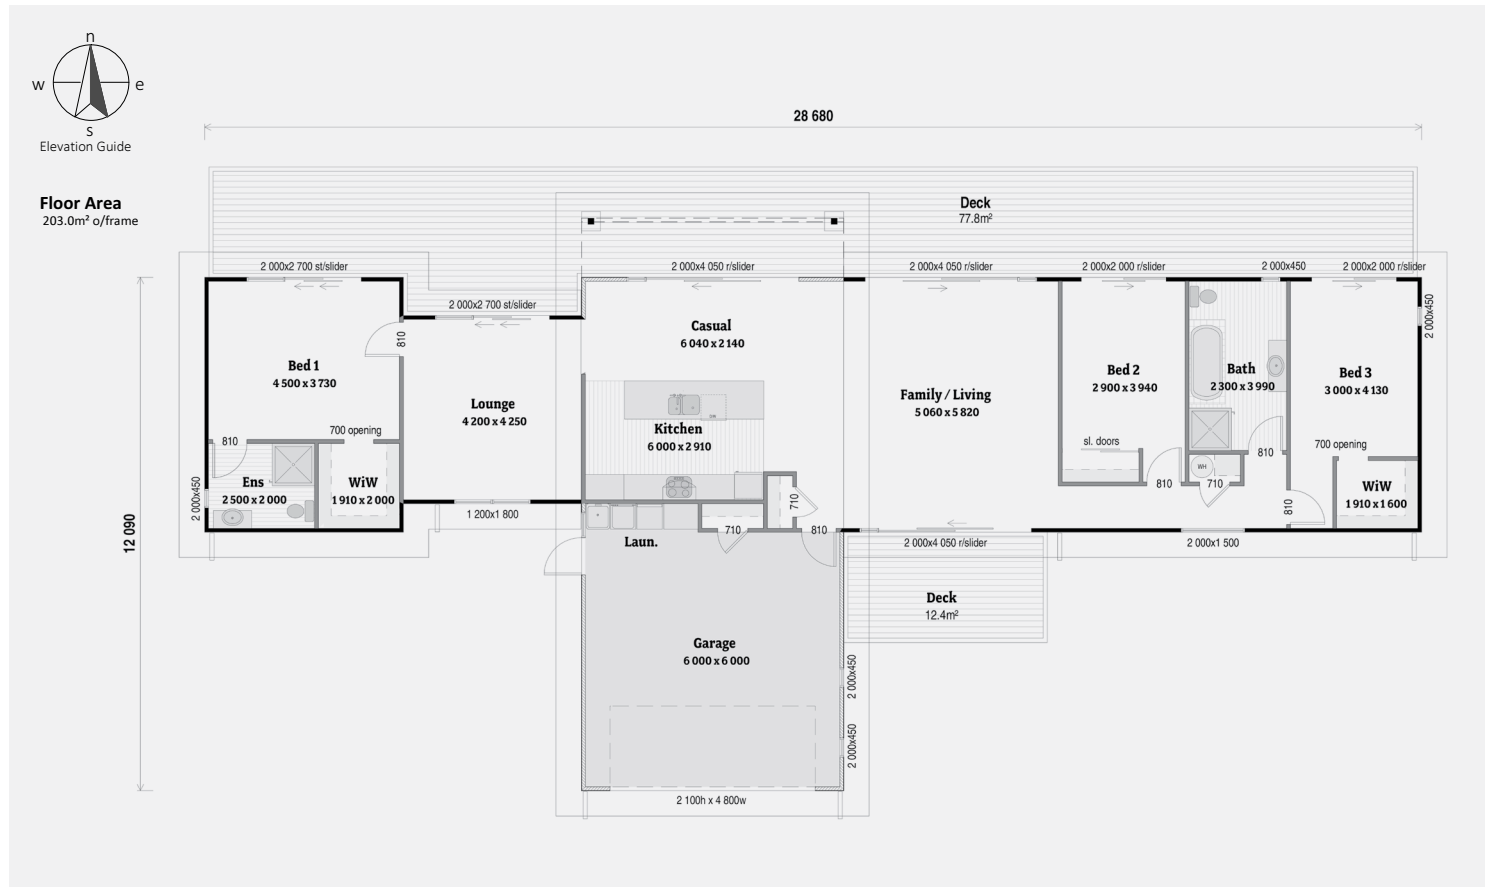 n
w
e
s
Elevation Guide
28 680
Floor Area
203.0m² o/frame
Deck
77.8m²
2 000x2 700 st/slider
2 000x4 050 r/slider
2 000x4 050 r/slider
2 000x2 000 r/slider
2 000x450
2 000x2 000 r/slider
2 000x2 700 st/slider
2 000x450
810
Casual
6 040 x 2 140
Bed 1
4 500 x 3 730
Bed 2
2 900 x 3 940
Bath
2 300 x 3 990
Bed 3
3 000 x 4 130
Lounge
4 200 x 4 250
Family / Living
5 060 x 5 820
Kitchen
6 000 x 2 910
700 opening
810
sl. doors
700 opening
810
Ens
2 500 x 2 000
WiW
1 910 x 2 000
2 000x450
WH
710
810
WiW
1 910 x 1 600
710
810
1 200x1 800
12 090
Laun.
710
810
2 000x4 050 r/slider
2 000x1 500
Deck
12.4m²
Garage
6 000 x 6 000
2 000x450
2 000x450
2 100h x 4 800w